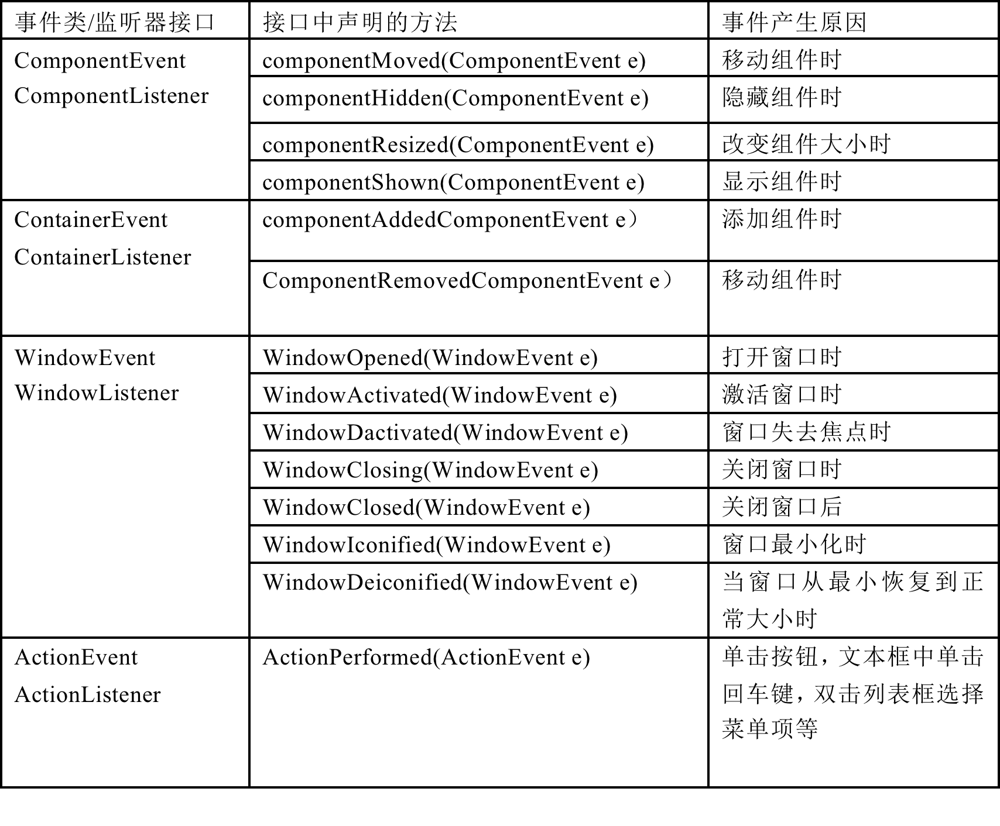 事件类/监听器接口 接口中声明的方法 事件产生原因
ComponentEvent componentMoved(ComponentEvent e) 移动组件时
ComponentListener componentHidden(ComponentEvent e) 隐藏组件时
componentResized(ComponentEvent e) 改变组件大小时
componentShown(ComponentEvent e) 显示组件时
ContainerEvent componentAddedComponentEvent e） 添加组件时
ContainerListener
ComponentRemovedComponentEvent e） 移动组件时
WindowEvent WindowOpened(WindowEvent e) 打开窗口时
WindowListener WindowActivated(WindowEvent e) 激活窗口时
WindowDactivated(WindowEvent e) 窗口失去焦点时
WindowClosing(WindowEvent e) 关闭窗口时
WindowClosed(WindowEvent e) 关闭窗口后
WindowIconified(WindowEvent e) 窗口最小化时
WindowDeiconified(WindowEvent e) 当窗口从最小恢复到正
常大小时
ActionEvent ActionPerformed(ActionEvent e) 单击按钮，文本框中单击
ActionListener 回车键，双击列表框选择
菜单项等